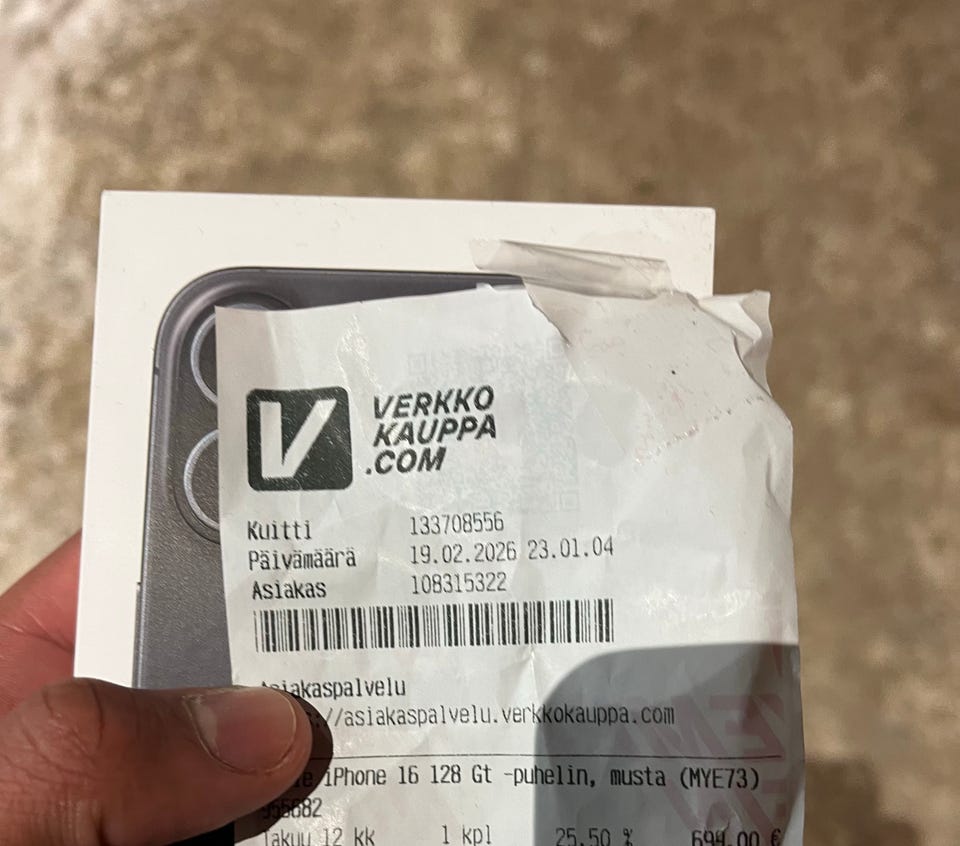 VERKKO
KAUPPA
.COM
Kuitti 133708556
Päivämäärä 19.02.2026 23.01.04
Asiakas 108315322
Asiakaspalvelu
://asiakaspalvelu.verkkokauppa.com
iPhone 16 128 Gt -puhelin, musta (MYE73)
Takuu 12 kk 1 kpl 25.50 % 699.00 €